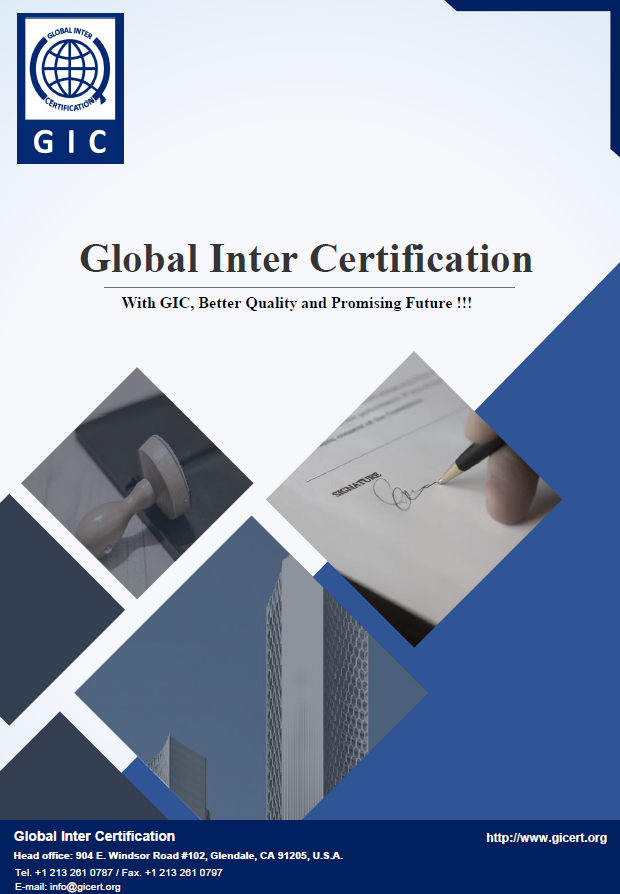 GLOBAL INTER
CERTIFICATION
GIC
Global Inter Certification
With GIC, Better Quality and Promising Future !!!
SIGNATURE
Global Inter Certification
http://www.gicert.org
Head office: 904 E. Windsor Road #102, Glendale, CA 91205, U.S.A.
Tel. +1 213 261 0787 / Fax. +1 213 261 0797
E-mail: info@gicert.org